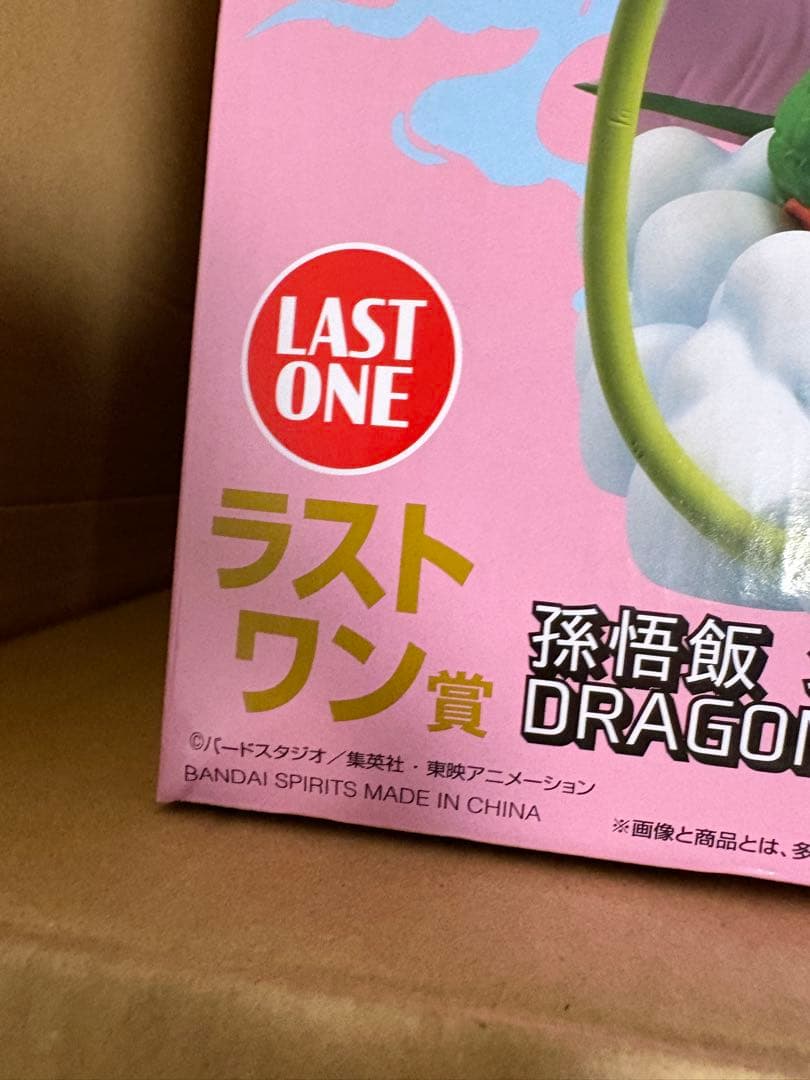 LAST
ONE
ラスト
ワン賞
孫悟飯
DRAGON
©バードスタジオ／集英社・東映アニメーション
BANDAI SPIRITS MADE IN CHINA
※画像と商品とは、多